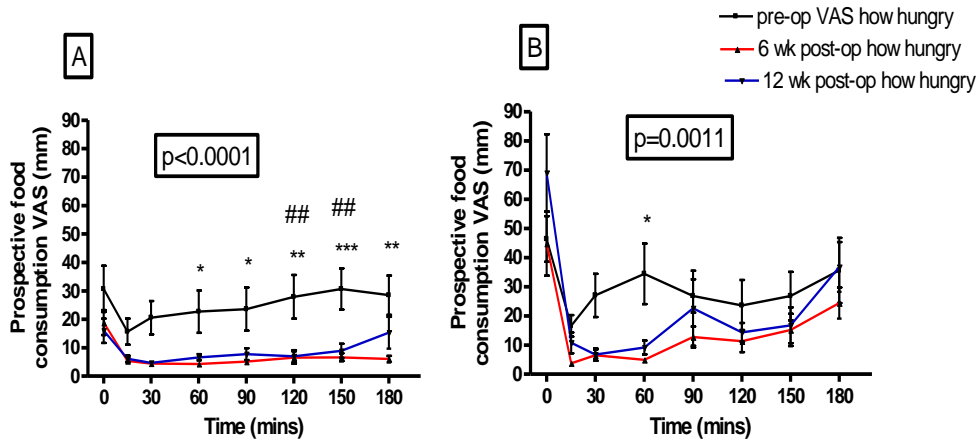 pre-op VAS how hungry
6 wk post-op how hungry
12 wk post-op how hungry
A
p<0.0001
Prospective food
consumption VAS (mm)
90
80
70
60
50
40
30
20
10
0
## ##
* * ** *** **
0 30 60 90 120 150 180
Time (mins)
B
p=0.0011
Prospective food
consumption VAS (mm)
90
80
70
60
50
40
30
20
10
0
*
0 30 60 90 120 150 180
Time (mins)